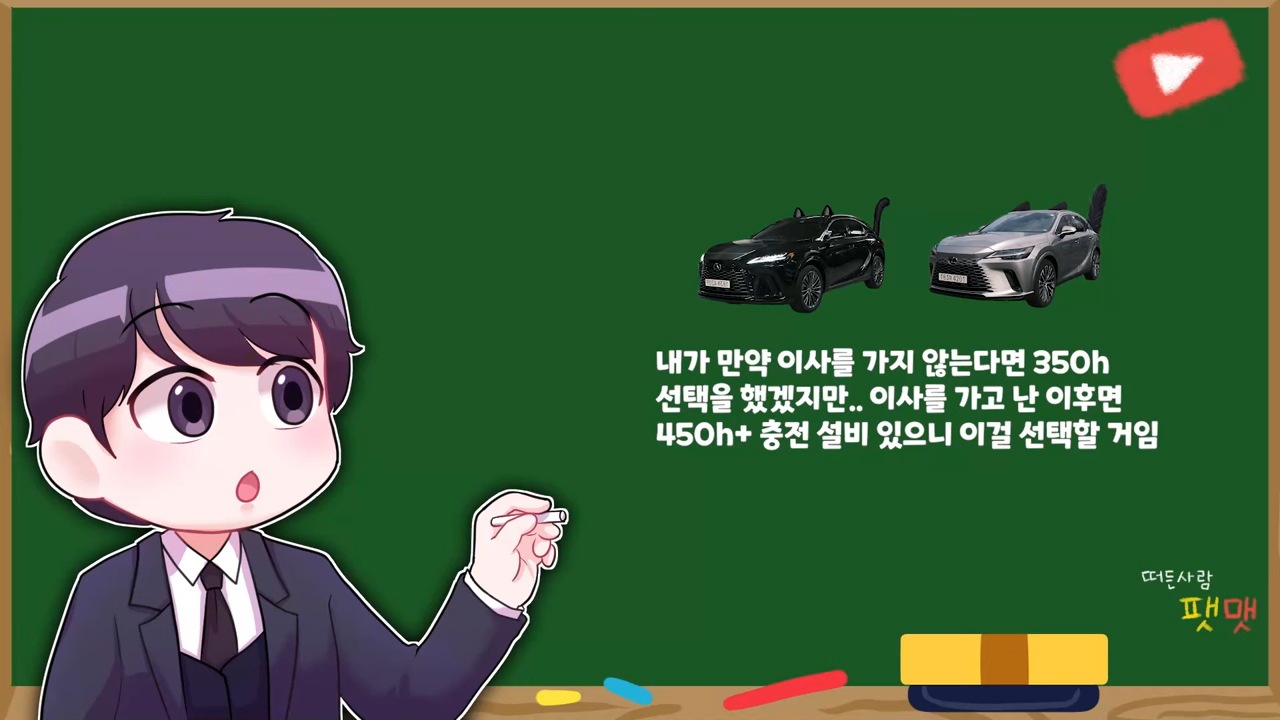 내가 만약 이사를 가지 않는다면 350h
선택을 했겠지만.. 이사를 가고 난 이후면
450h+ 충전 설비 있으니 이걸 선택할 거임
떠든사람
팻맷